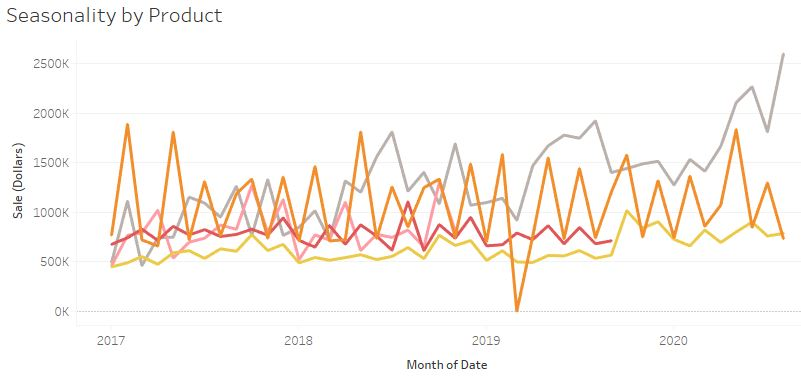 Seasonality by Product
2500K
2000K
1500K
1000K
500K
0K
Sale (Dollars)
2017
2018
2019
2020
Month of Date